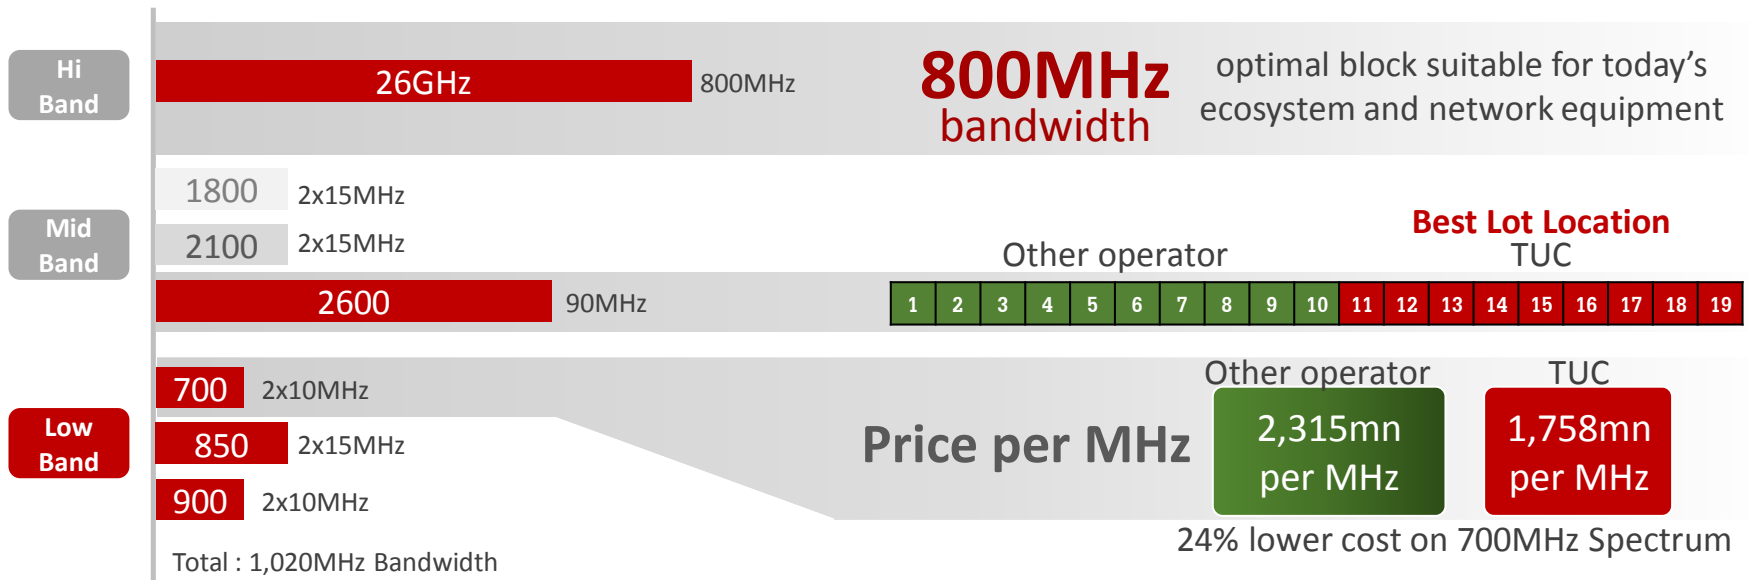 Hi
Band
26GHz
800MHz
800MHz
bandwidth
optimal block suitable for today's
ecosystem and network equipment
Mid
Band
1800
2x15MHz
2100
2x15MHz
2600
90MHz
Best Lot Location
Other operator
TUC
1 2 3 4 5 6 7 8 9 10 11 12 13 14 15 16 17 18 19
Low
Band
700
2x10MHz
850
2x15MHz
900
2x10MHz
Price per MHz
Other operator
2,315mn
per MHz
TUC
1,758mn
per MHz
24% lower cost on 700MHz Spectrum
Total : 1,020MHz Bandwidth